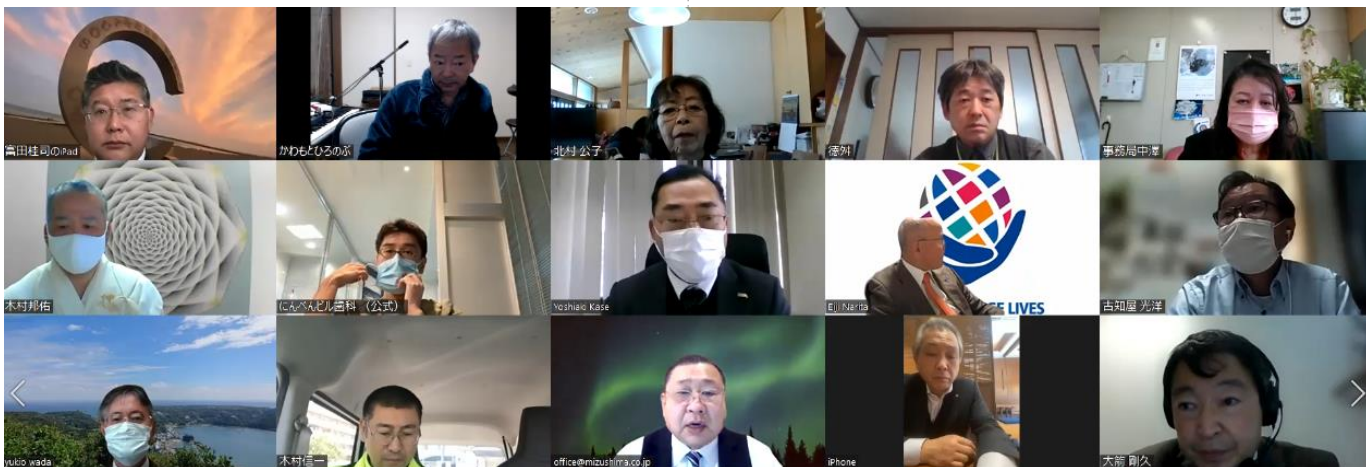 富田桂司のiPad
かわもとひろのぶ
北村 公子
徳舛
事務局中澤
木村邦佑
にんべんビル歯科 (公式)
Yoshiaki Kase
Eiji Narita
LIVES
古知屋 光洋
yukio wada
木村信一
office@mizushima.co.jp
iPhone
大熊 剛久